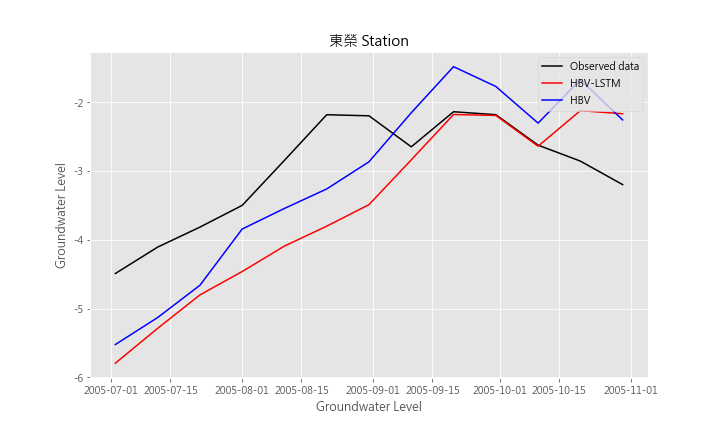 東榮 Station
Observed data
HBV-LSTM
HBV
Groundwater Level
-2
-3
-4
-5
-6
2005-07-01 2005-07-15 2005-08-01 2005-08-15 2005-09-01 2005-09-15 2005-10-01 2005-10-15 2005-11-01
Groundwater Level